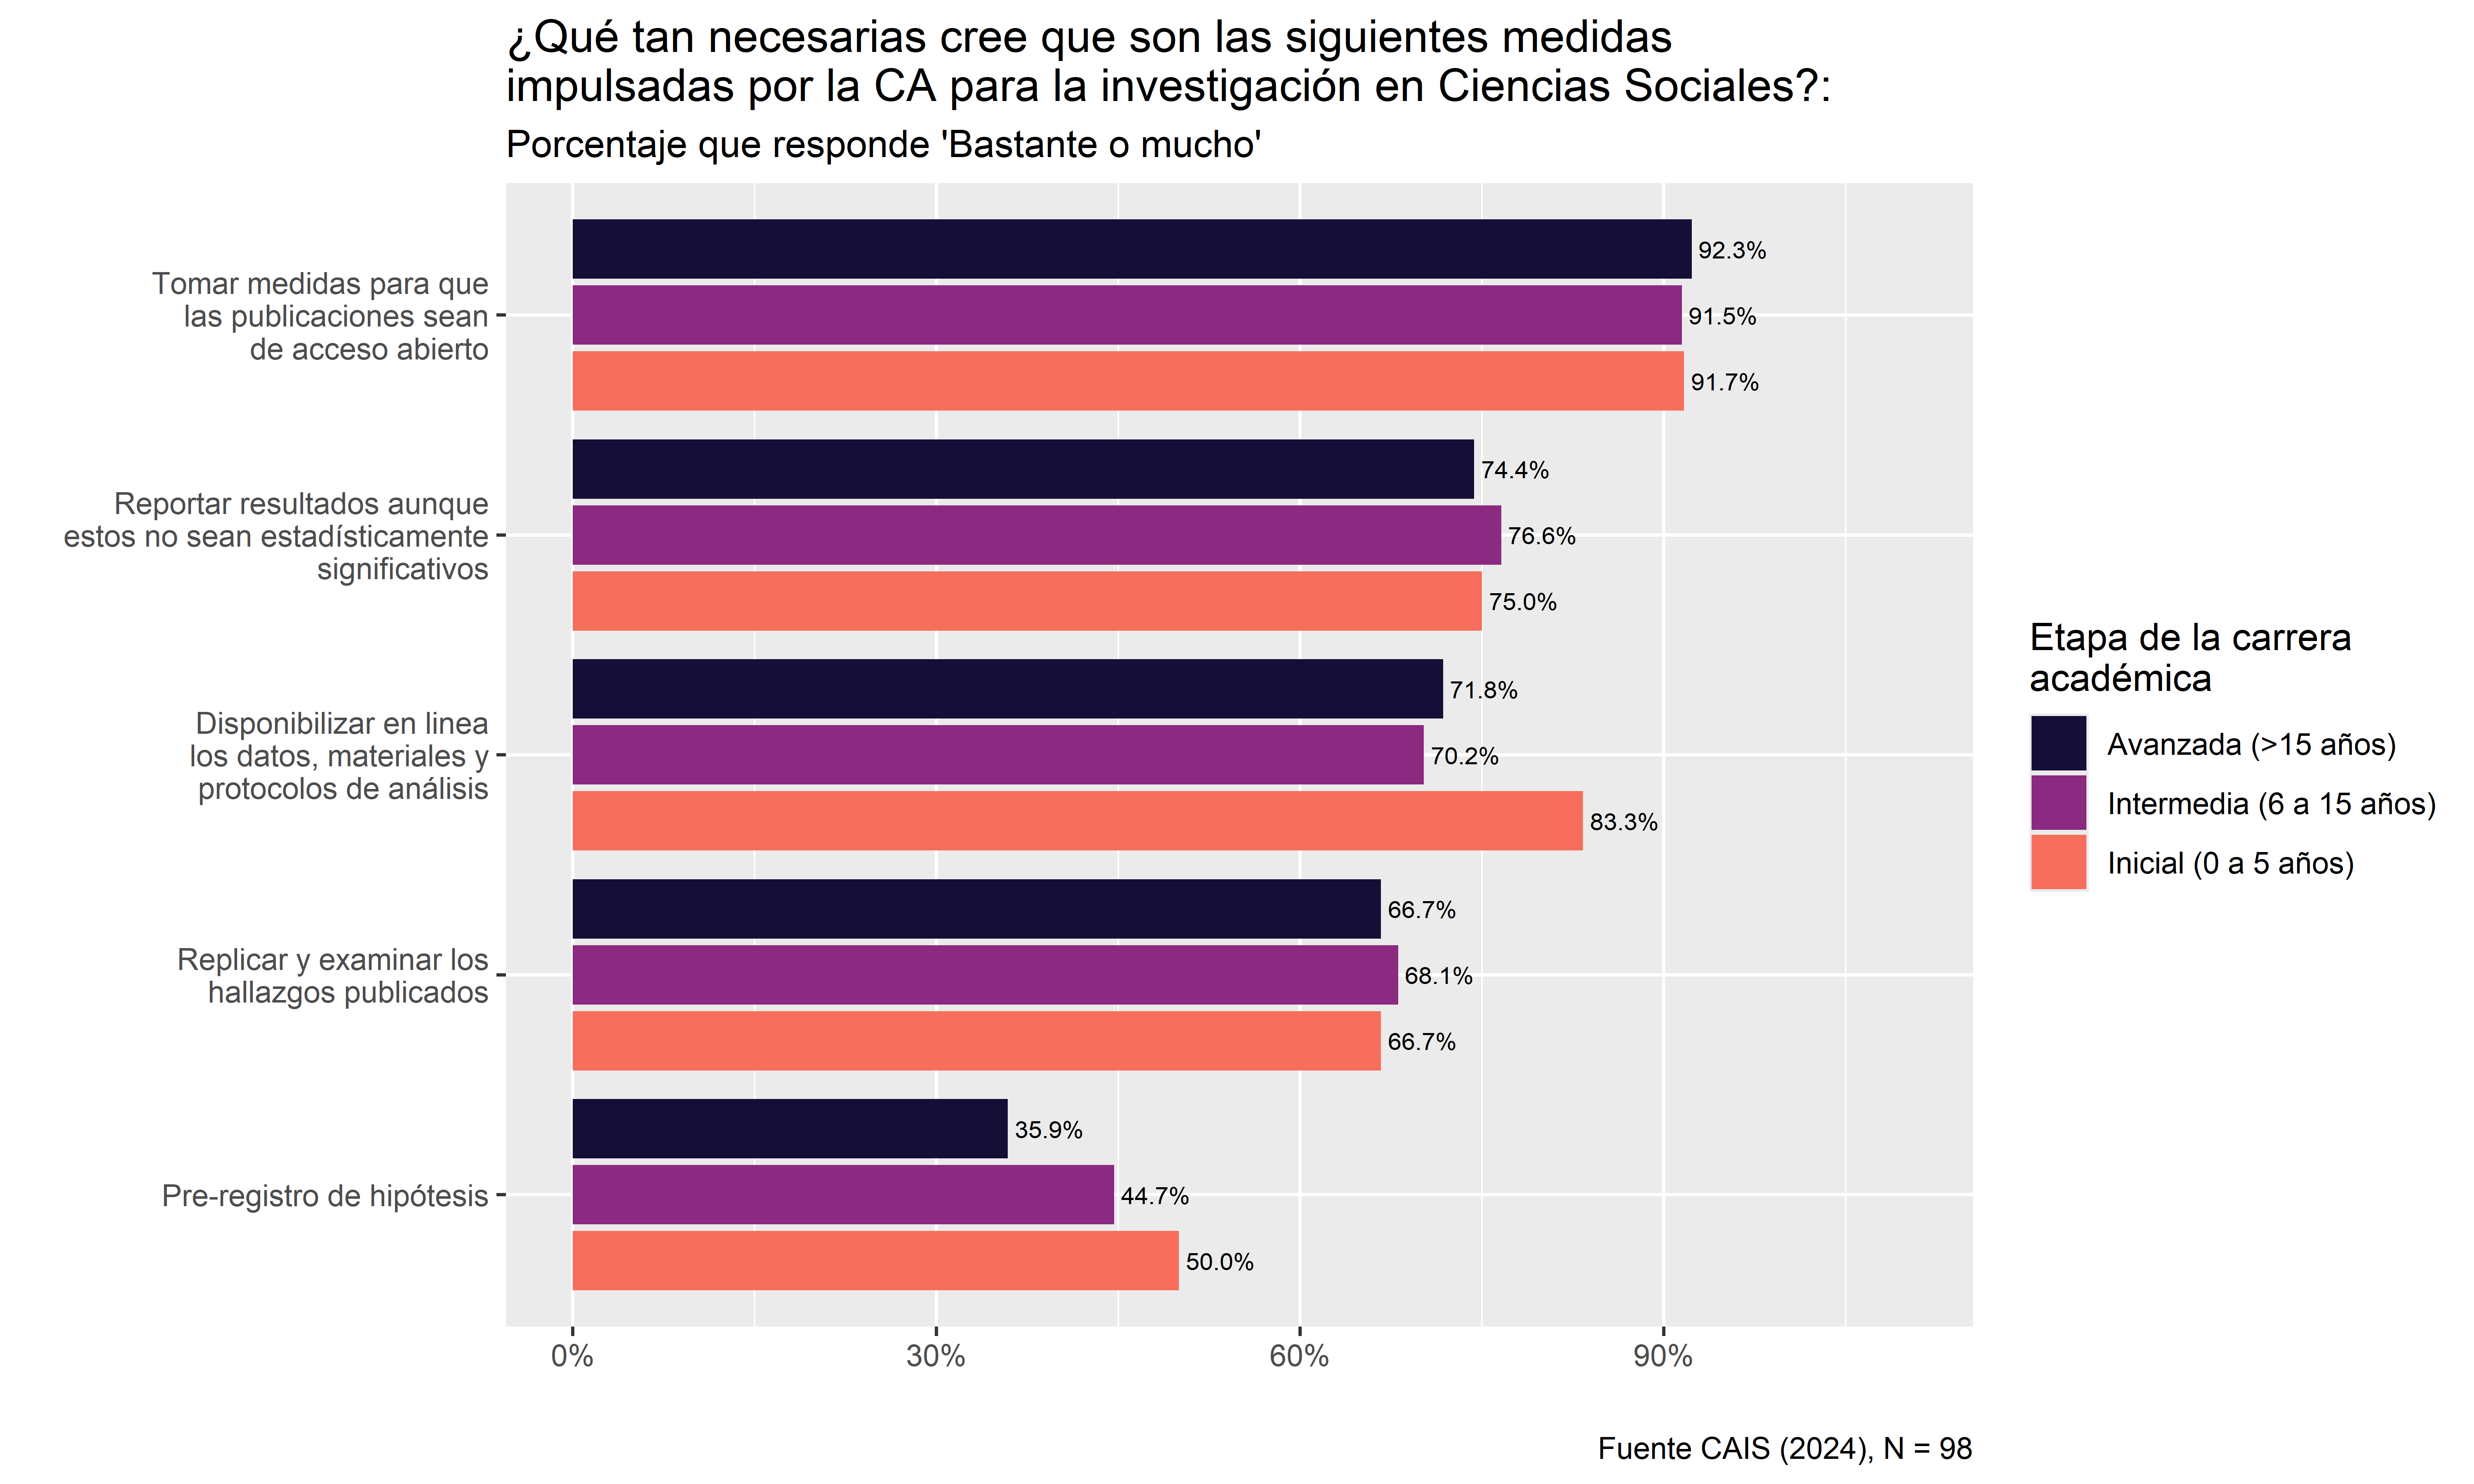 ¿Qué tan necesarias cree que son las siguientes medidas
impulsadas por la CA para la investigación en Ciencias Sociales?:
Porcentaje que responde 'Bastante o mucho'
Tomar medidas para que
las publicaciones sean
de acceso abierto
92.3%
91.5%
91.7%
Reportar resultados aunque
estos no sean estadísticamente
significativos
74.4%
76.6%
75.0%
Disponibilizar en linea
los datos, materiales y
protocolos de análisis
71.8%
70.2%
83.3%
Replicar y examinar los
hallazgos publicados
66.7%
68.1%
66.7%
Pre-registro de hipótesis
35.9%
44.7%
50.0%
0%
30%
60%
90%
Etapa de la carrera
académica
Avanzada (>15 años)
Intermedia (6 a 15 años)
Inicial (0 a 5 años)
Fuente CAIS (2024), N = 98